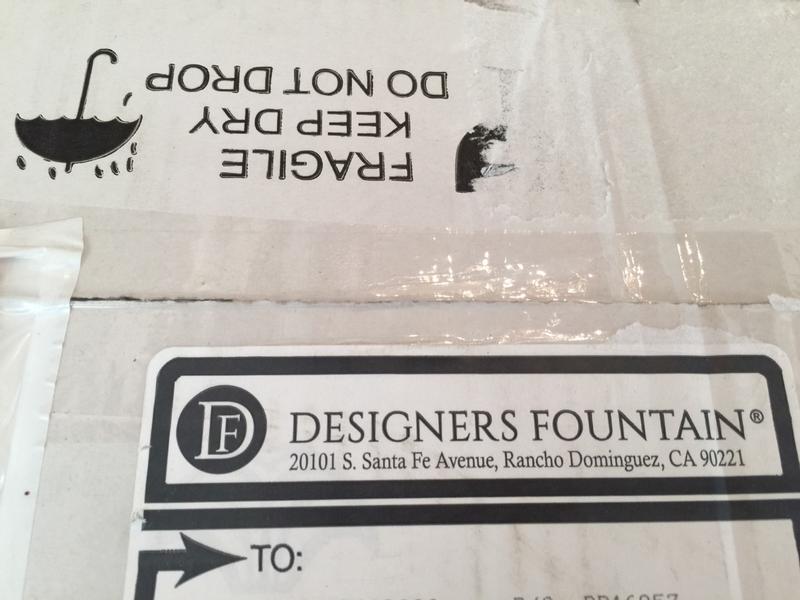 FRAGILE
KEEP DRY
DO NOT DROP
DF
DESIGNERS FOUNTAIN®
20101 S. Santa Fe Avenue, Rancho Dominguez, CA 90221
TO: